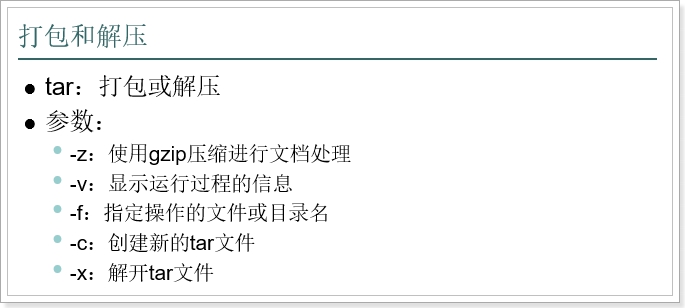 打包和解压
tar：打包或解压
参数：
-z：使用gzip压缩进行文档处理
-v：显示运行过程的信息
-f：指定操作的文件或目录名
-c：创建新的tar文件
-x：解开tar文件